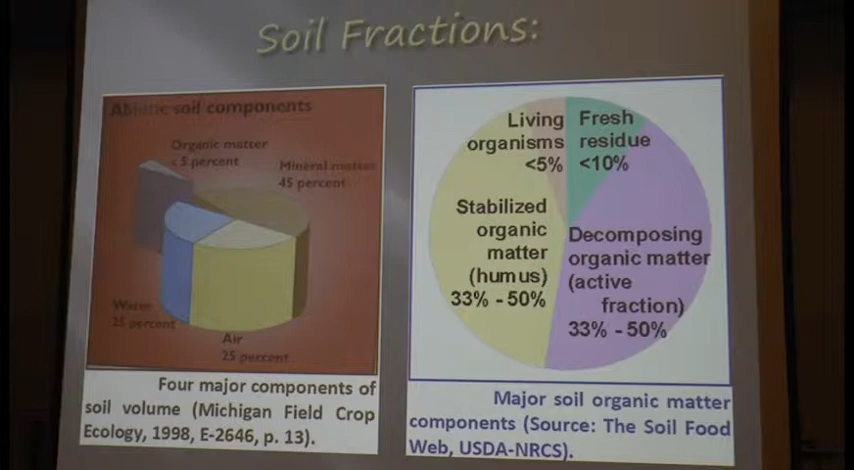 Soil Fractions:
Abiotic soil components
Organic matter
< 5 percent
Mineral matter
45 percent
Water
25 percent
Air
25 percent
Four major components of
soil volume (Michigan Field Crop
Ecology, 1998, E-2646, p. 13).
Living
organisms
<5%
Fresh
residue
<10%
Stabilized
organic
matter
(humus)
33% - 50%
Decomposing
organic matter
(active
fraction)
33% - 50%
Major soil organic matter
components (Source: The Soil Food
Web, USDA-NRCS).